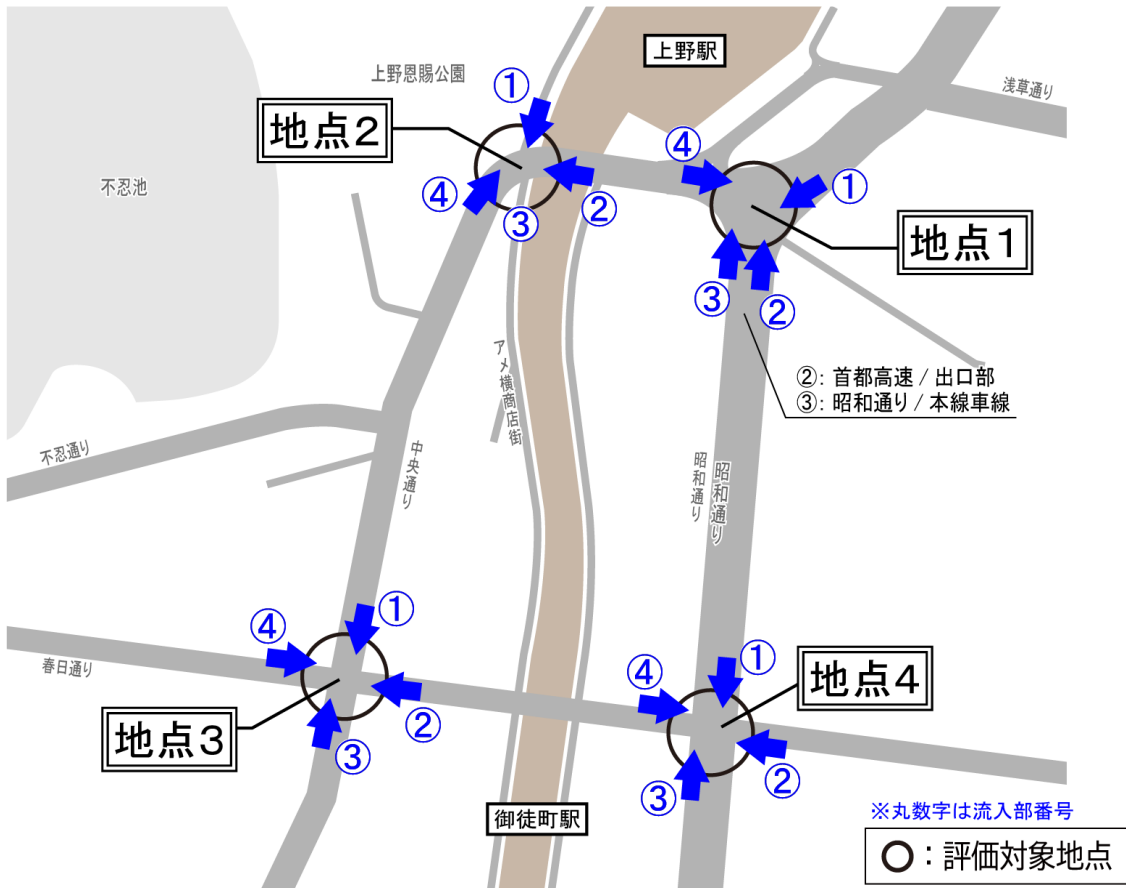 上野駅
上野恩賜公園
浅草通り
①
地点2
④
不忍池
①
④
②
③
地点1
③
②
②: 首都高速 / 出口部
③: 昭和通り / 本線車線
アメ横商店街
不忍通り
中央通り
昭和通り
昭和通り
①
④
春日通り
②
地点3
③
①
④
地点4
②
③
御徒町駅
※丸数字は流入部番号
○：評価対象地点